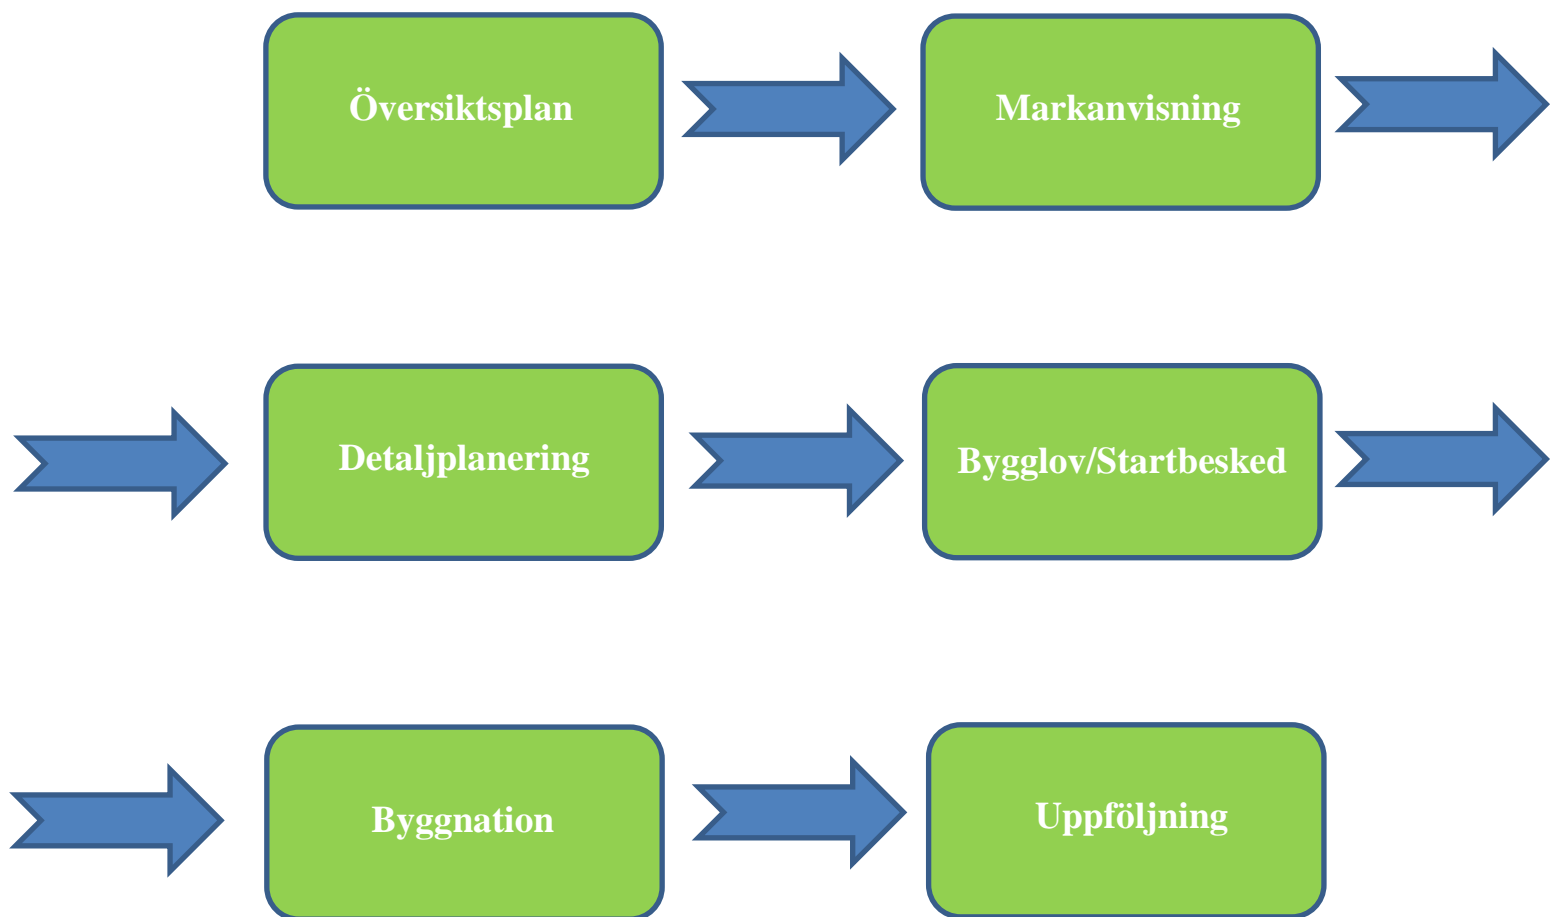 Översiktsplan
Markanvisning
Detaljplanering
Bygglov/Startbesked
Byggnation
Uppföljning